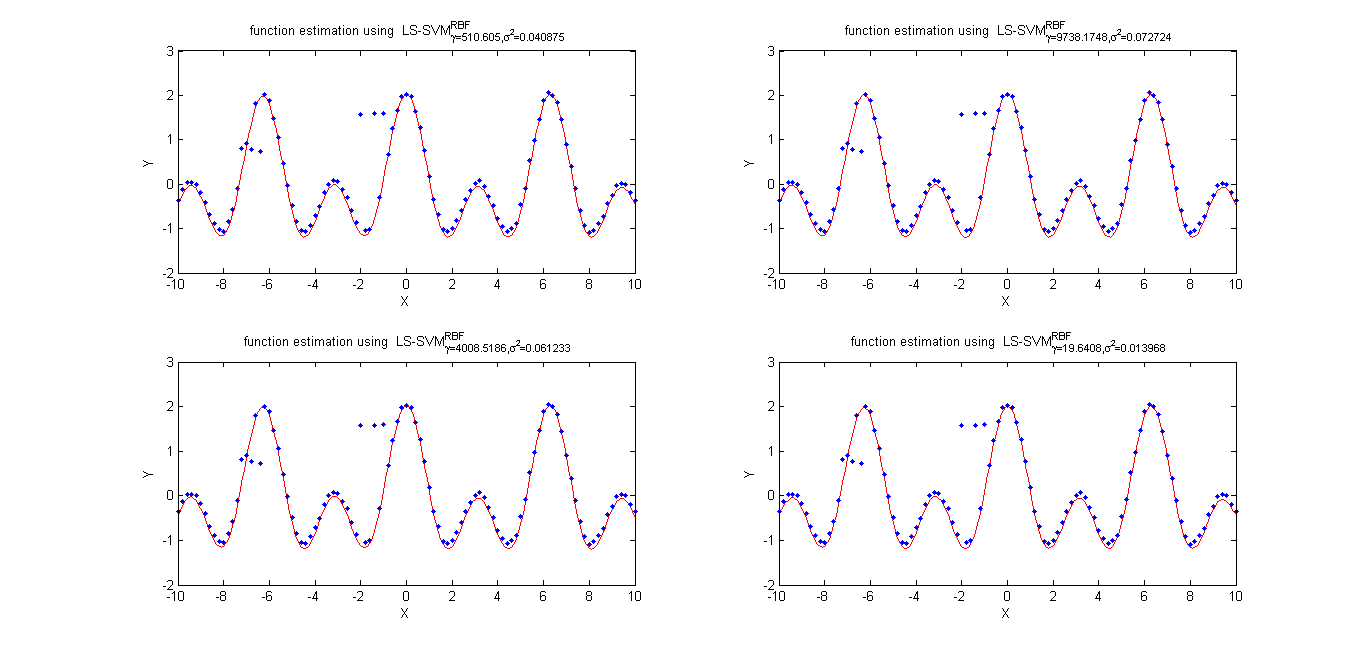 function estimation using LS-SVM RBF γ=510.605,σ²=0.040875
3
2
1
0
-1
-2
Y
-10 -8 -6 -4 -2 0 2 4 6 8 10
X
function estimation using LS-SVM RBF γ=9738.1748,σ²=0.072724
3
2
1
0
-1
-2
Y
-10 -8 -6 -4 -2 0 2 4 6 8 10
X
function estimation using LS-SVM RBF γ=4008.5186,σ²=0.061233
3
2
1
0
-1
-2
Y
-10 -8 -6 -4 -2 0 2 4 6 8 10
X
function estimation using LS-SVM RBF γ=19.6408,σ²=0.013968
3
2
1
0
-1
-2
Y
-10 -8 -6 -4 -2 0 2 4 6 8 10
X